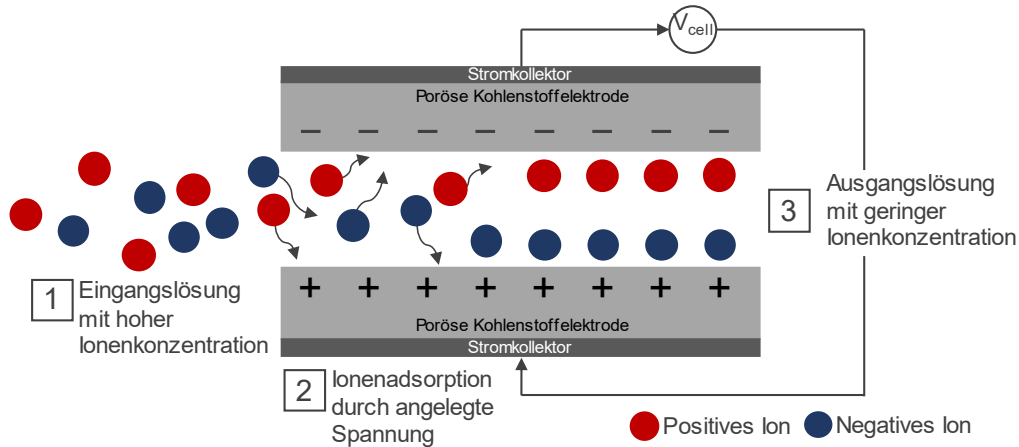 V cell
Stromkollektor
Poröse Kohlenstoffelektrode
− − − − − − − −
3
Ausgangslösung
mit geringer
Ionenkonzentration
1
Eingangslösung
mit hoher
Ionenkonzentration
+ + + + + + + +
Poröse Kohlenstoffelektrode
Stromkollektor
2
Ionenadsorption
durch angelegte
Spannung
Positives Ion
Negatives Ion